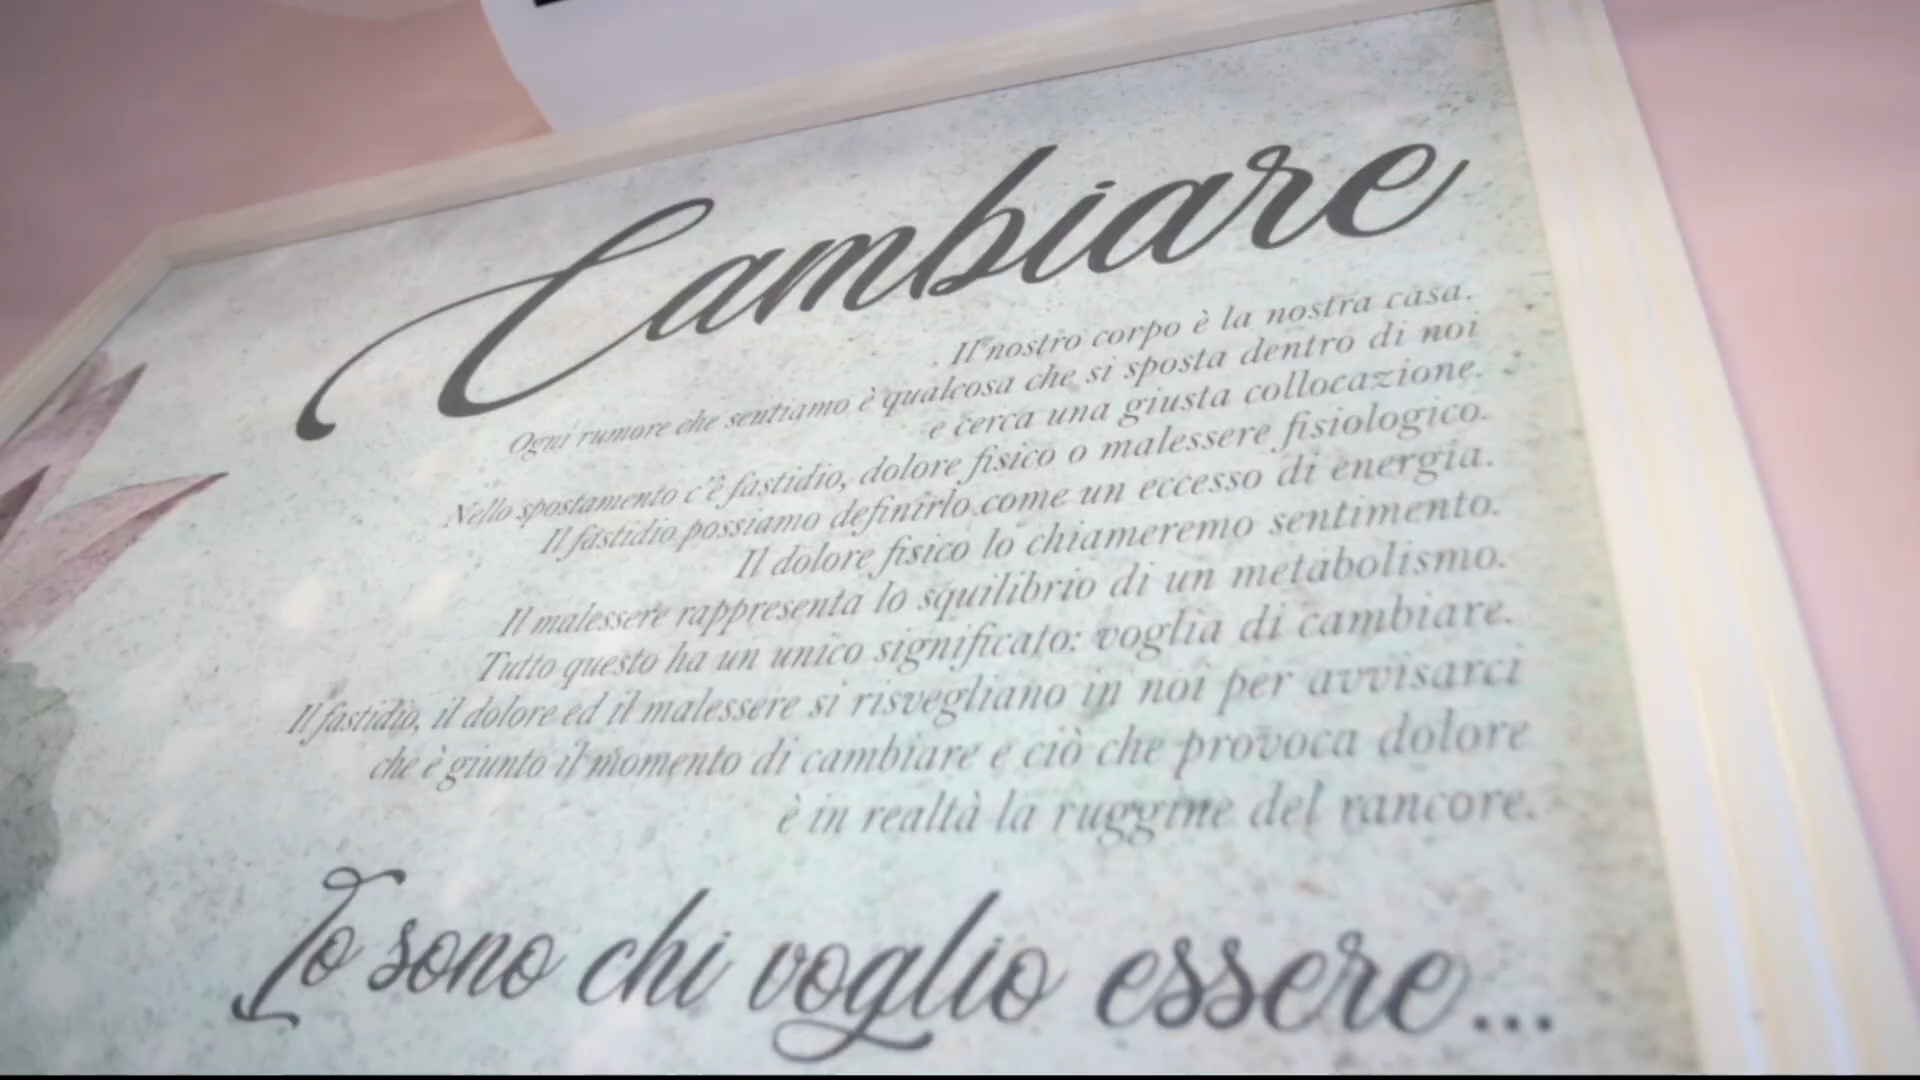 Cambiare
Il nostro corpo è la nostra casa.
Ogni rumore che sentiamo è qualcosa che si sposta dentro di noi
e cerca una giusta collocazione.
Nello spostamento c'è fastidio, dolore fisico o malessere fisiologico.
Il fastidio possiamo definirlo come un eccesso di energia.
Il dolore fisico lo chiameremo sentimento.
Il malessere rappresenta lo squilibrio di un metabolismo.
Tutto questo ha un unico significato: voglia di cambiare.
Il fastidio, il dolore ed il malessere si risvegliano in noi per avvisarci
che è giunto il momento di cambiare e ciò che provoca dolore
è in realtà la ruggine del rancore.
Io sono chi voglio essere...